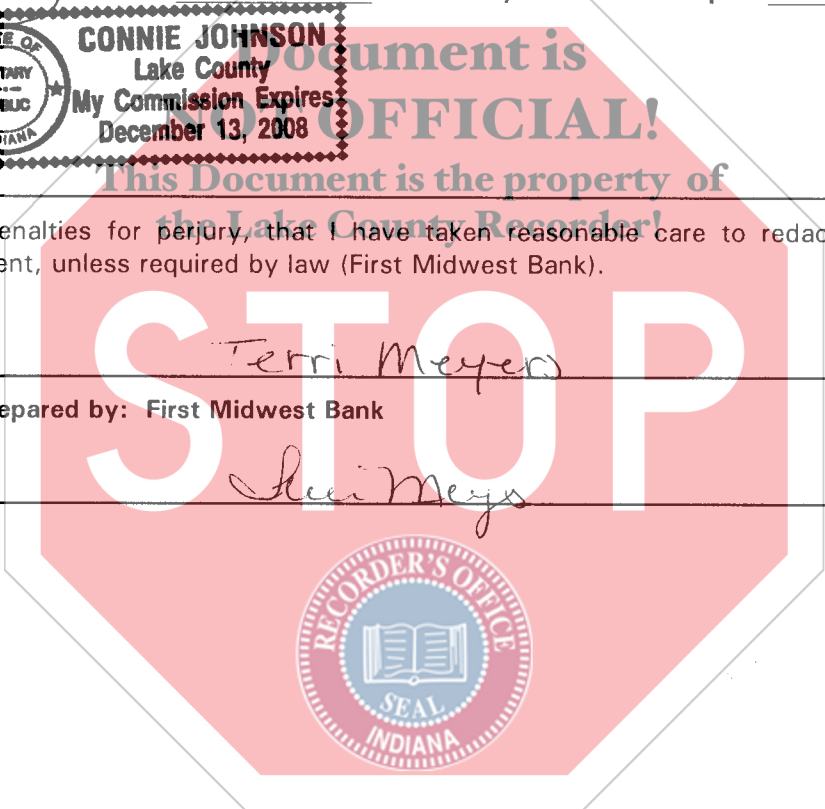 CONNIE JOHNSON
Lake County
My Commission Expires
December 13, 2008
Document is
NOT OFFICIAL!
This Document is the property of
the Lake County Recorder!
enalties for perjury, that I have taken reasonable care to redac
ent, unless required by law (First Midwest Bank).
Terri Meyers
epared by: First Midwest Bank
Terri Meyers
STOP
RECORDER'S OFFICE
SEAL
INDIANA